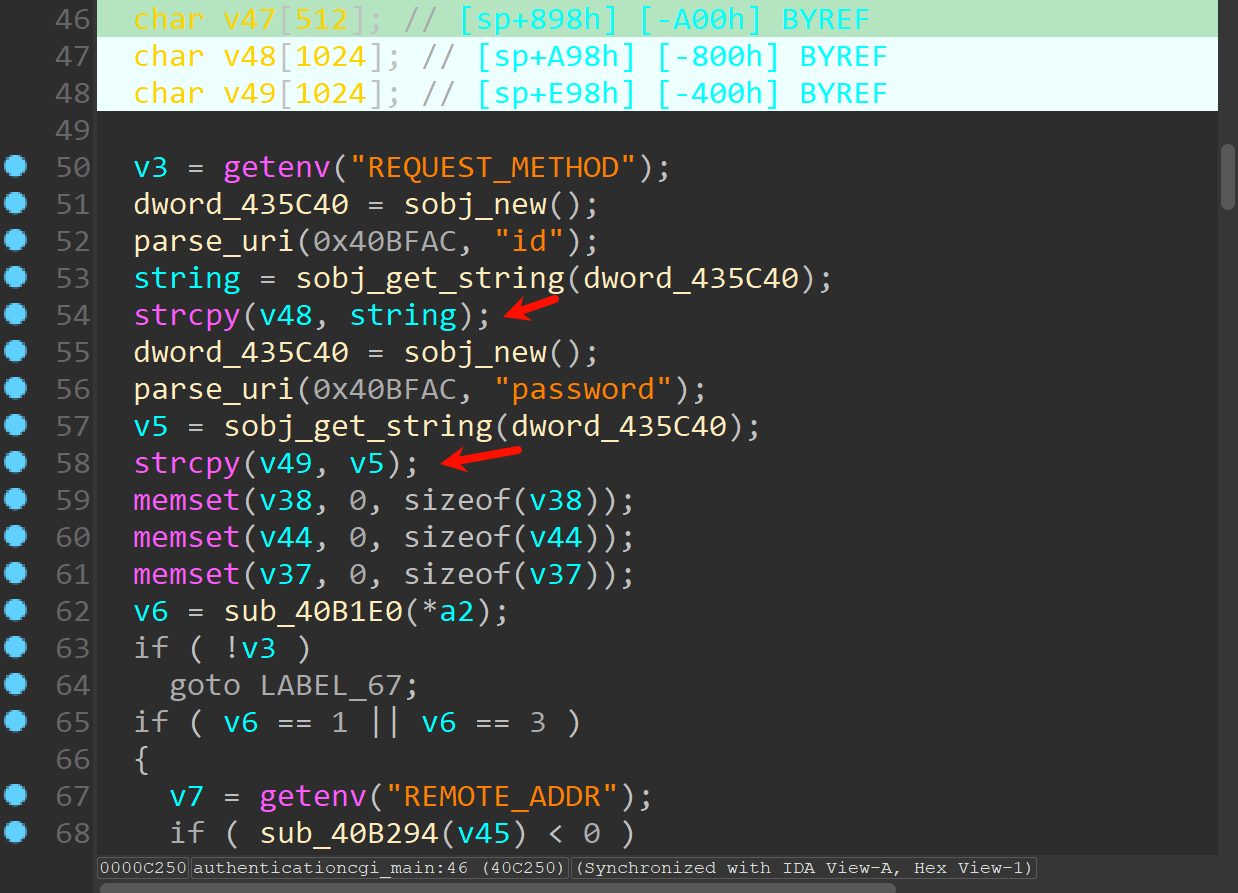 46 char v47[512]; // [sp+898h] [-A00h] BYREF
47 char v48[1024]; // [sp+A98h] [-800h] BYREF
48 char v49[1024]; // [sp+E98h] [-400h] BYREF
49
50 v3 = getenv("REQUEST_METHOD");
51 dword_435C40 = sobj_new();
52 parse_uri(0x40BFAC, "id");
53 string = sobj_get_string(dword_435C40);
54 strcpy(v48, string);
55 dword_435C40 = sobj_new();
56 parse_uri(0x40BFAC, "password");
57 v5 = sobj_get_string(dword_435C40);
58 strcpy(v49, v5);
59 memset(v38, 0, sizeof(v38));
60 memset(v44, 0, sizeof(v44));
61 memset(v37, 0, sizeof(v37));
62 v6 = sub_40B1E0(*a2);
63 if ( !v3 )
64 goto LABEL_67;
65 if ( v6 == 1 || v6 == 3 )
66 {
67 v7 = getenv("REMOTE_ADDR");
68 if ( sub_40B294(v45) < 0 )
0000C250 authenticationcgi_main:46 (40C250) (Synchronized with IDA View-A, Hex View-1)